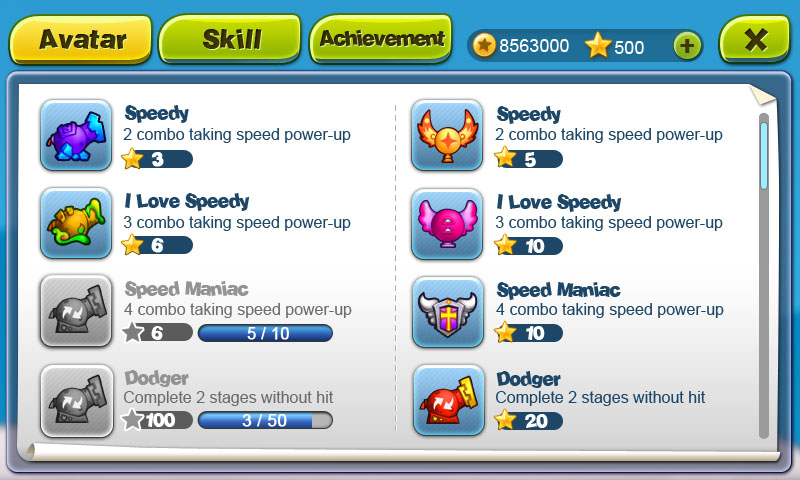 Avatar
Skill
Achievement
8563000
500
Speedy
2 combo taking speed power-up
3
I Love Speedy
3 combo taking speed power-up
6
Speed Maniac
4 combo taking speed power-up
6
5 / 10
Dodger
Complete 2 stages without hit
100
3 / 50
Speedy
2 combo taking speed power-up
5
I Love Speedy
3 combo taking speed power-up
10
Speed Maniac
4 combo taking speed power-up
10
Dodger
Complete 2 stages without hit
20